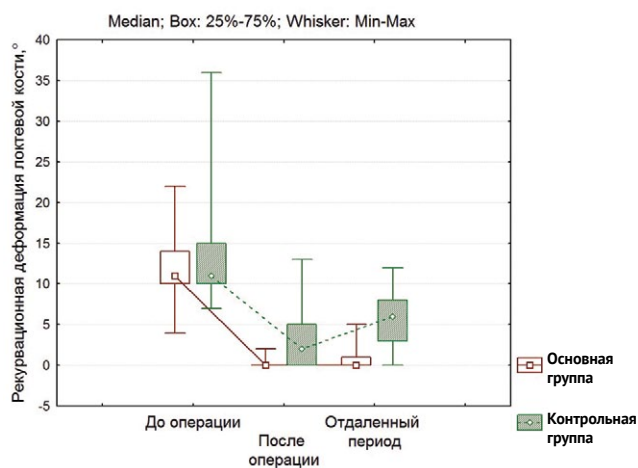 Median; Box: 25%-75%; Whisker: Min-Max
Рекурвационная деформация локтевой кости,°
40
35
30
25
20
15
10
5
0
-5
До операции
После
операции
Отдаленный
период
Основная
группа
Контрольная
группа